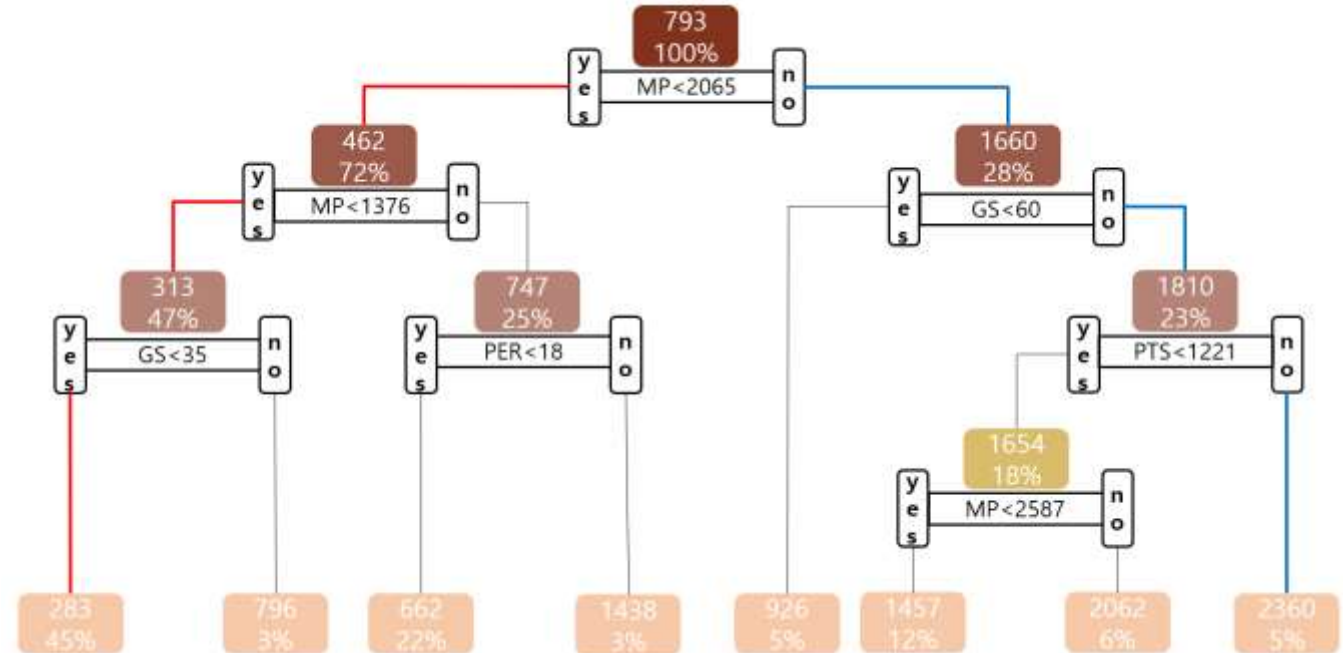 793
100%
yes
MP<2065
no
462
72%
yes
MP<1376
no
1660
28%
yes
GS<60
no
313
47%
yes
GS<35
no
747
25%
yes
PER<18
no
1810
23%
yes
PTS<1221
no
1654
18%
yes
MP<2587
no
283
45%
796
3%
662
22%
1438
3%
926
5%
1457
12%
2062
6%
2360
5%